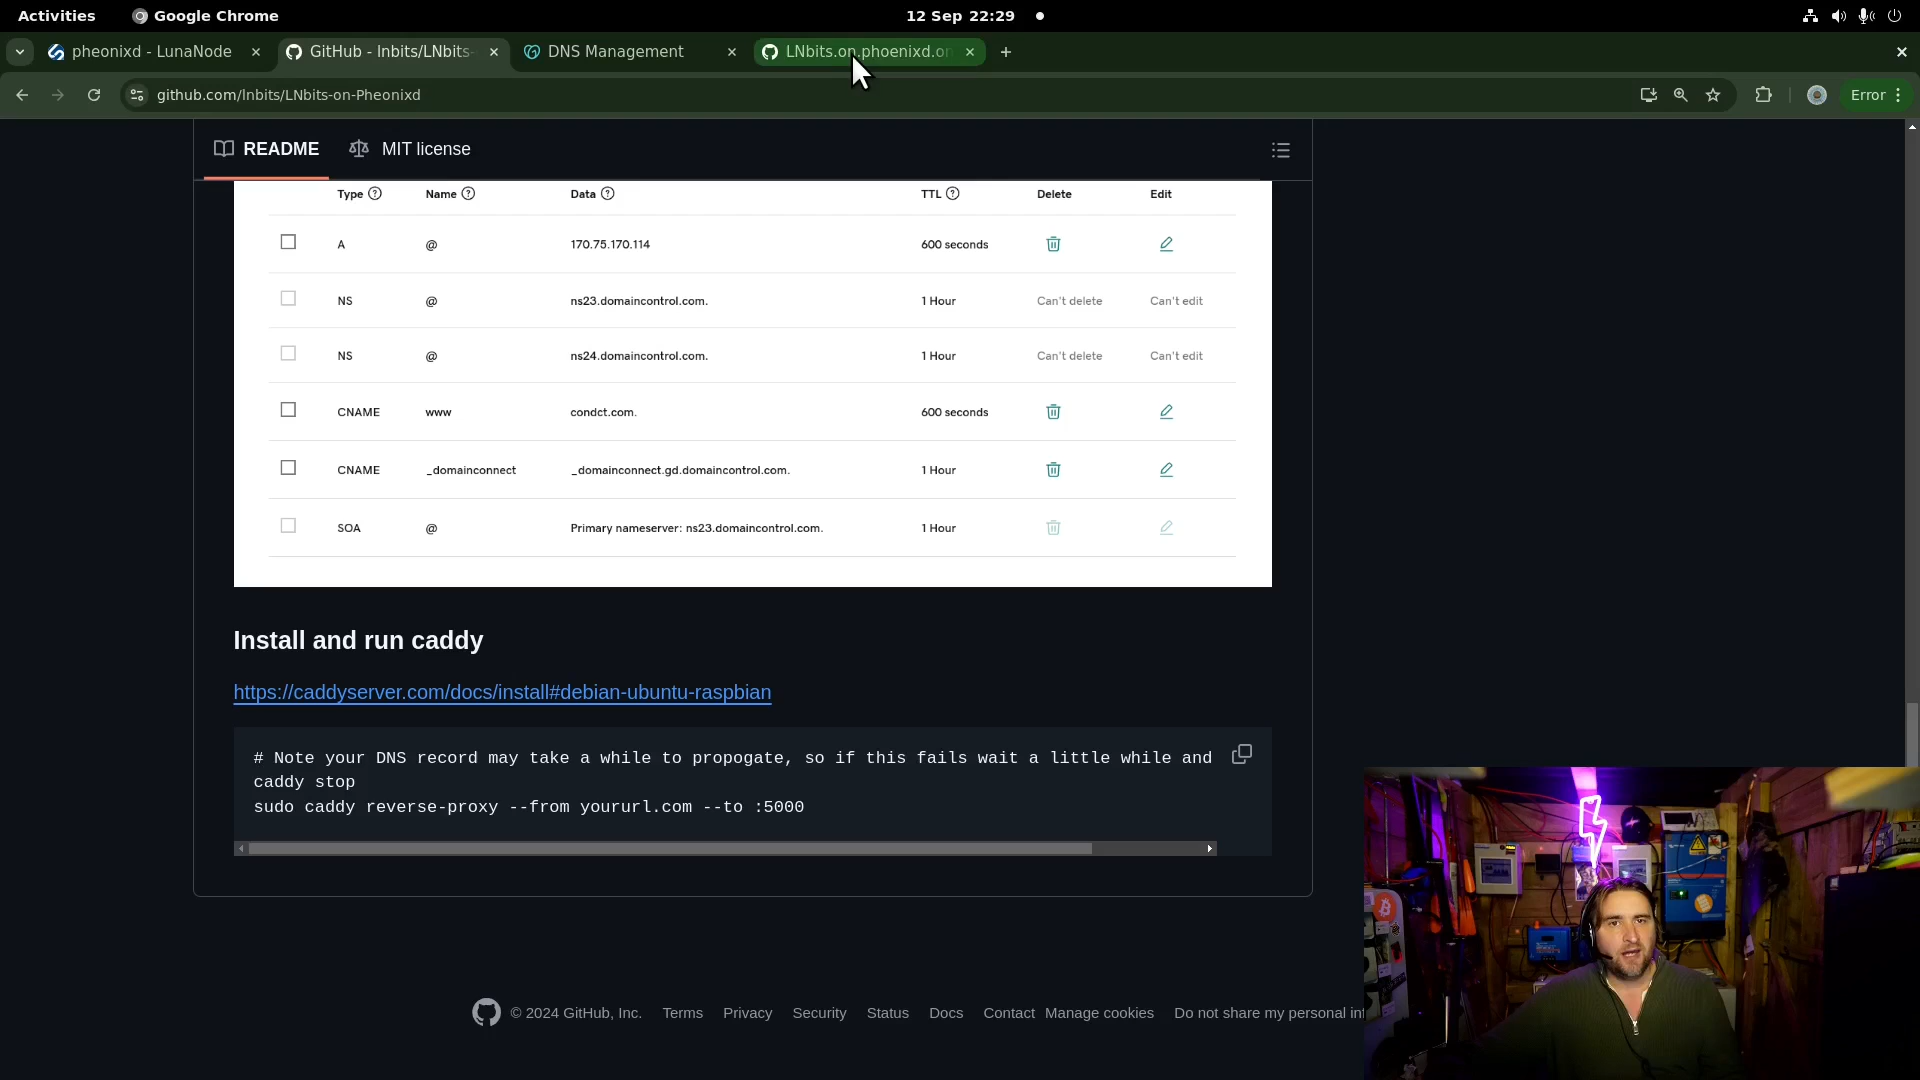 Activities
Google Chrome
12 Sep 22:29
pheonixd - LunaNode
GitHub - lnbits/LNbits-
DNS Management
LNbits.on.phoenixd.on
github.com/lnbits/LNbits-on-Pheonixd
Error
README
MIT license
Type Name Data TTL Delete Edit
A @ 170.75.170.114 600 seconds
NS @ ns23.domaincontrol.com. 1 Hour Can't delete Can't edit
NS @ ns24.domaincontrol.com. 1 Hour Can't delete Can't edit
CNAME www condct.com. 600 seconds
CNAME _domainconnect _domainconnect.gd.domaincontrol.com. 1 Hour
SOA @ Primary nameserver: ns23.domaincontrol.com. 1 Hour
Install and run caddy
https://caddyserver.com/docs/install#debian-ubuntu-raspbian
# Note your DNS record may take a while to propogate, so if this fails wait a little while and
caddy stop
sudo caddy reverse-proxy --from yoururl.com --to :5000
© 2024 GitHub, Inc. Terms Privacy Security Status Docs Contact Manage cookies Do not share my personal in